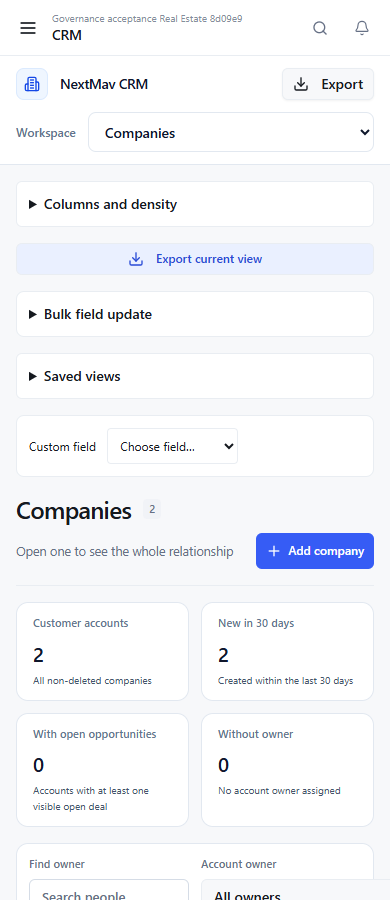 Governance acceptance Real Estate 8d09e9
CRM
NextMav CRM
Export
Workspace
Companies
Columns and density
Export current view
Bulk field update
Saved views
Custom field
Choose field...
Companies 2
Open one to see the whole relationship
Add company
Customer accounts
2
All non-deleted companies
New in 30 days
2
Created within the last 30 days
With open opportunities
0
Accounts with at least one
visible open deal
Without owner
0
No account owner assigned
Find owner
Search people
Account owner
All owners